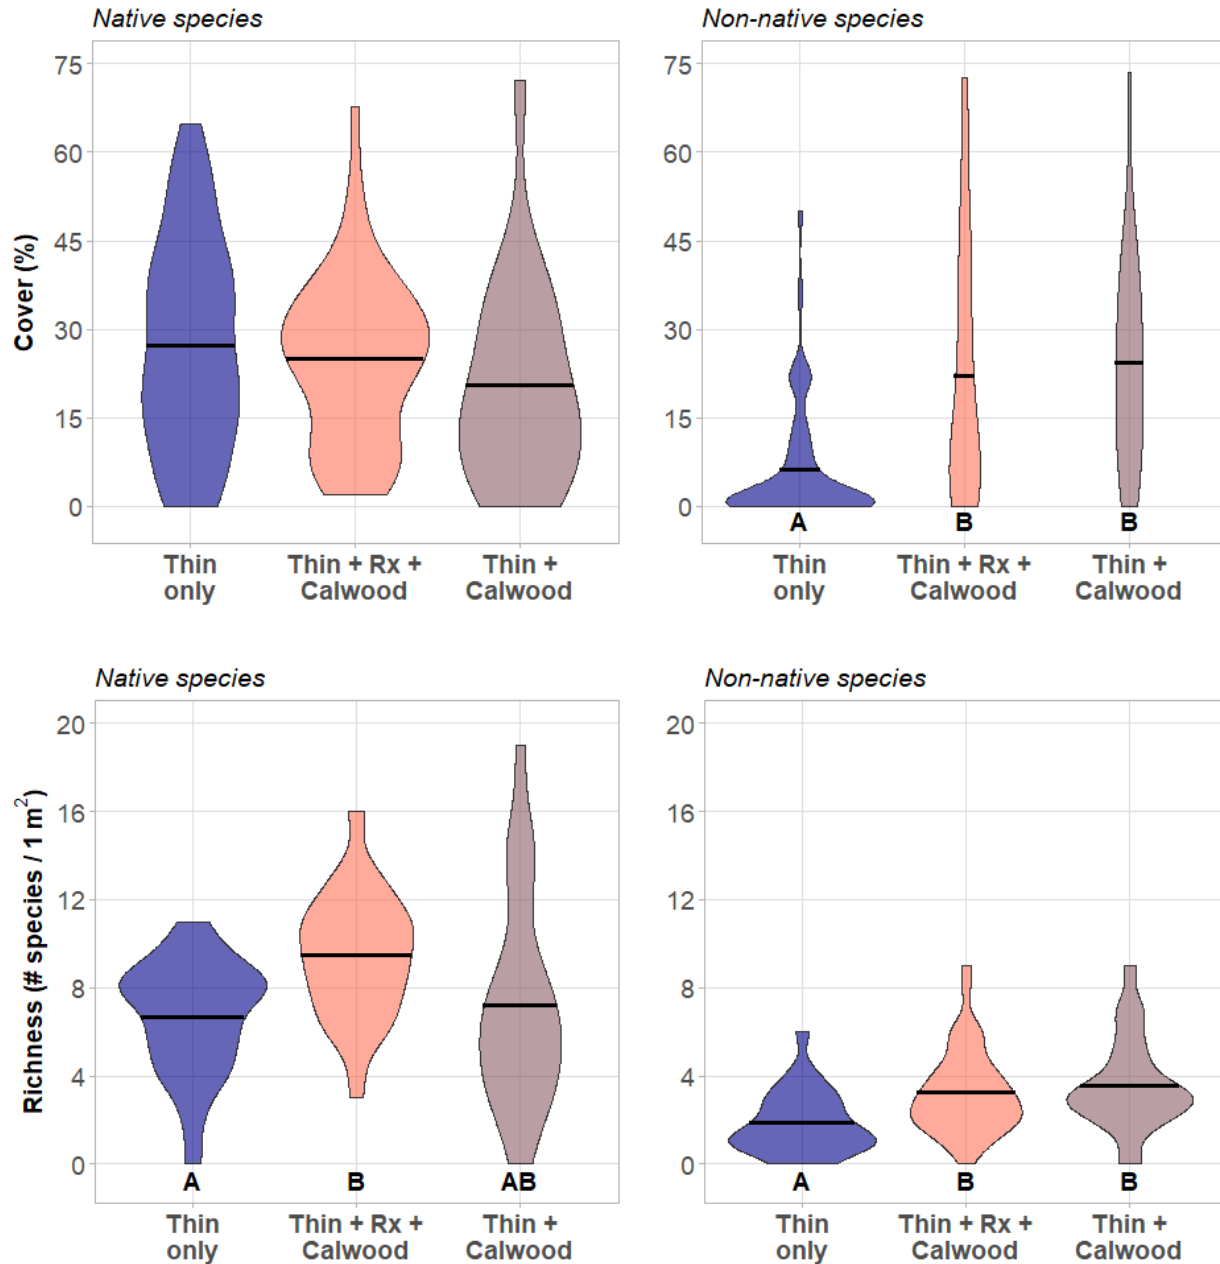 Native species
Non-native species
Cover (%)
75
60
45
30
15
0
75
60
45
30
15
0
A
B
B
Thin
only
Thin + Rx +
Calwood
Thin +
Calwood
Thin
only
Thin + Rx +
Calwood
Thin +
Calwood
Native species
Non-native species
Richness (# species / 1 m²)
20
16
12
8
4
0
20
16
12
8
4
0
A
B
AB
A
B
B
Thin
only
Thin + Rx +
Calwood
Thin +
Calwood
Thin
only
Thin + Rx +
Calwood
Thin +
Calwood